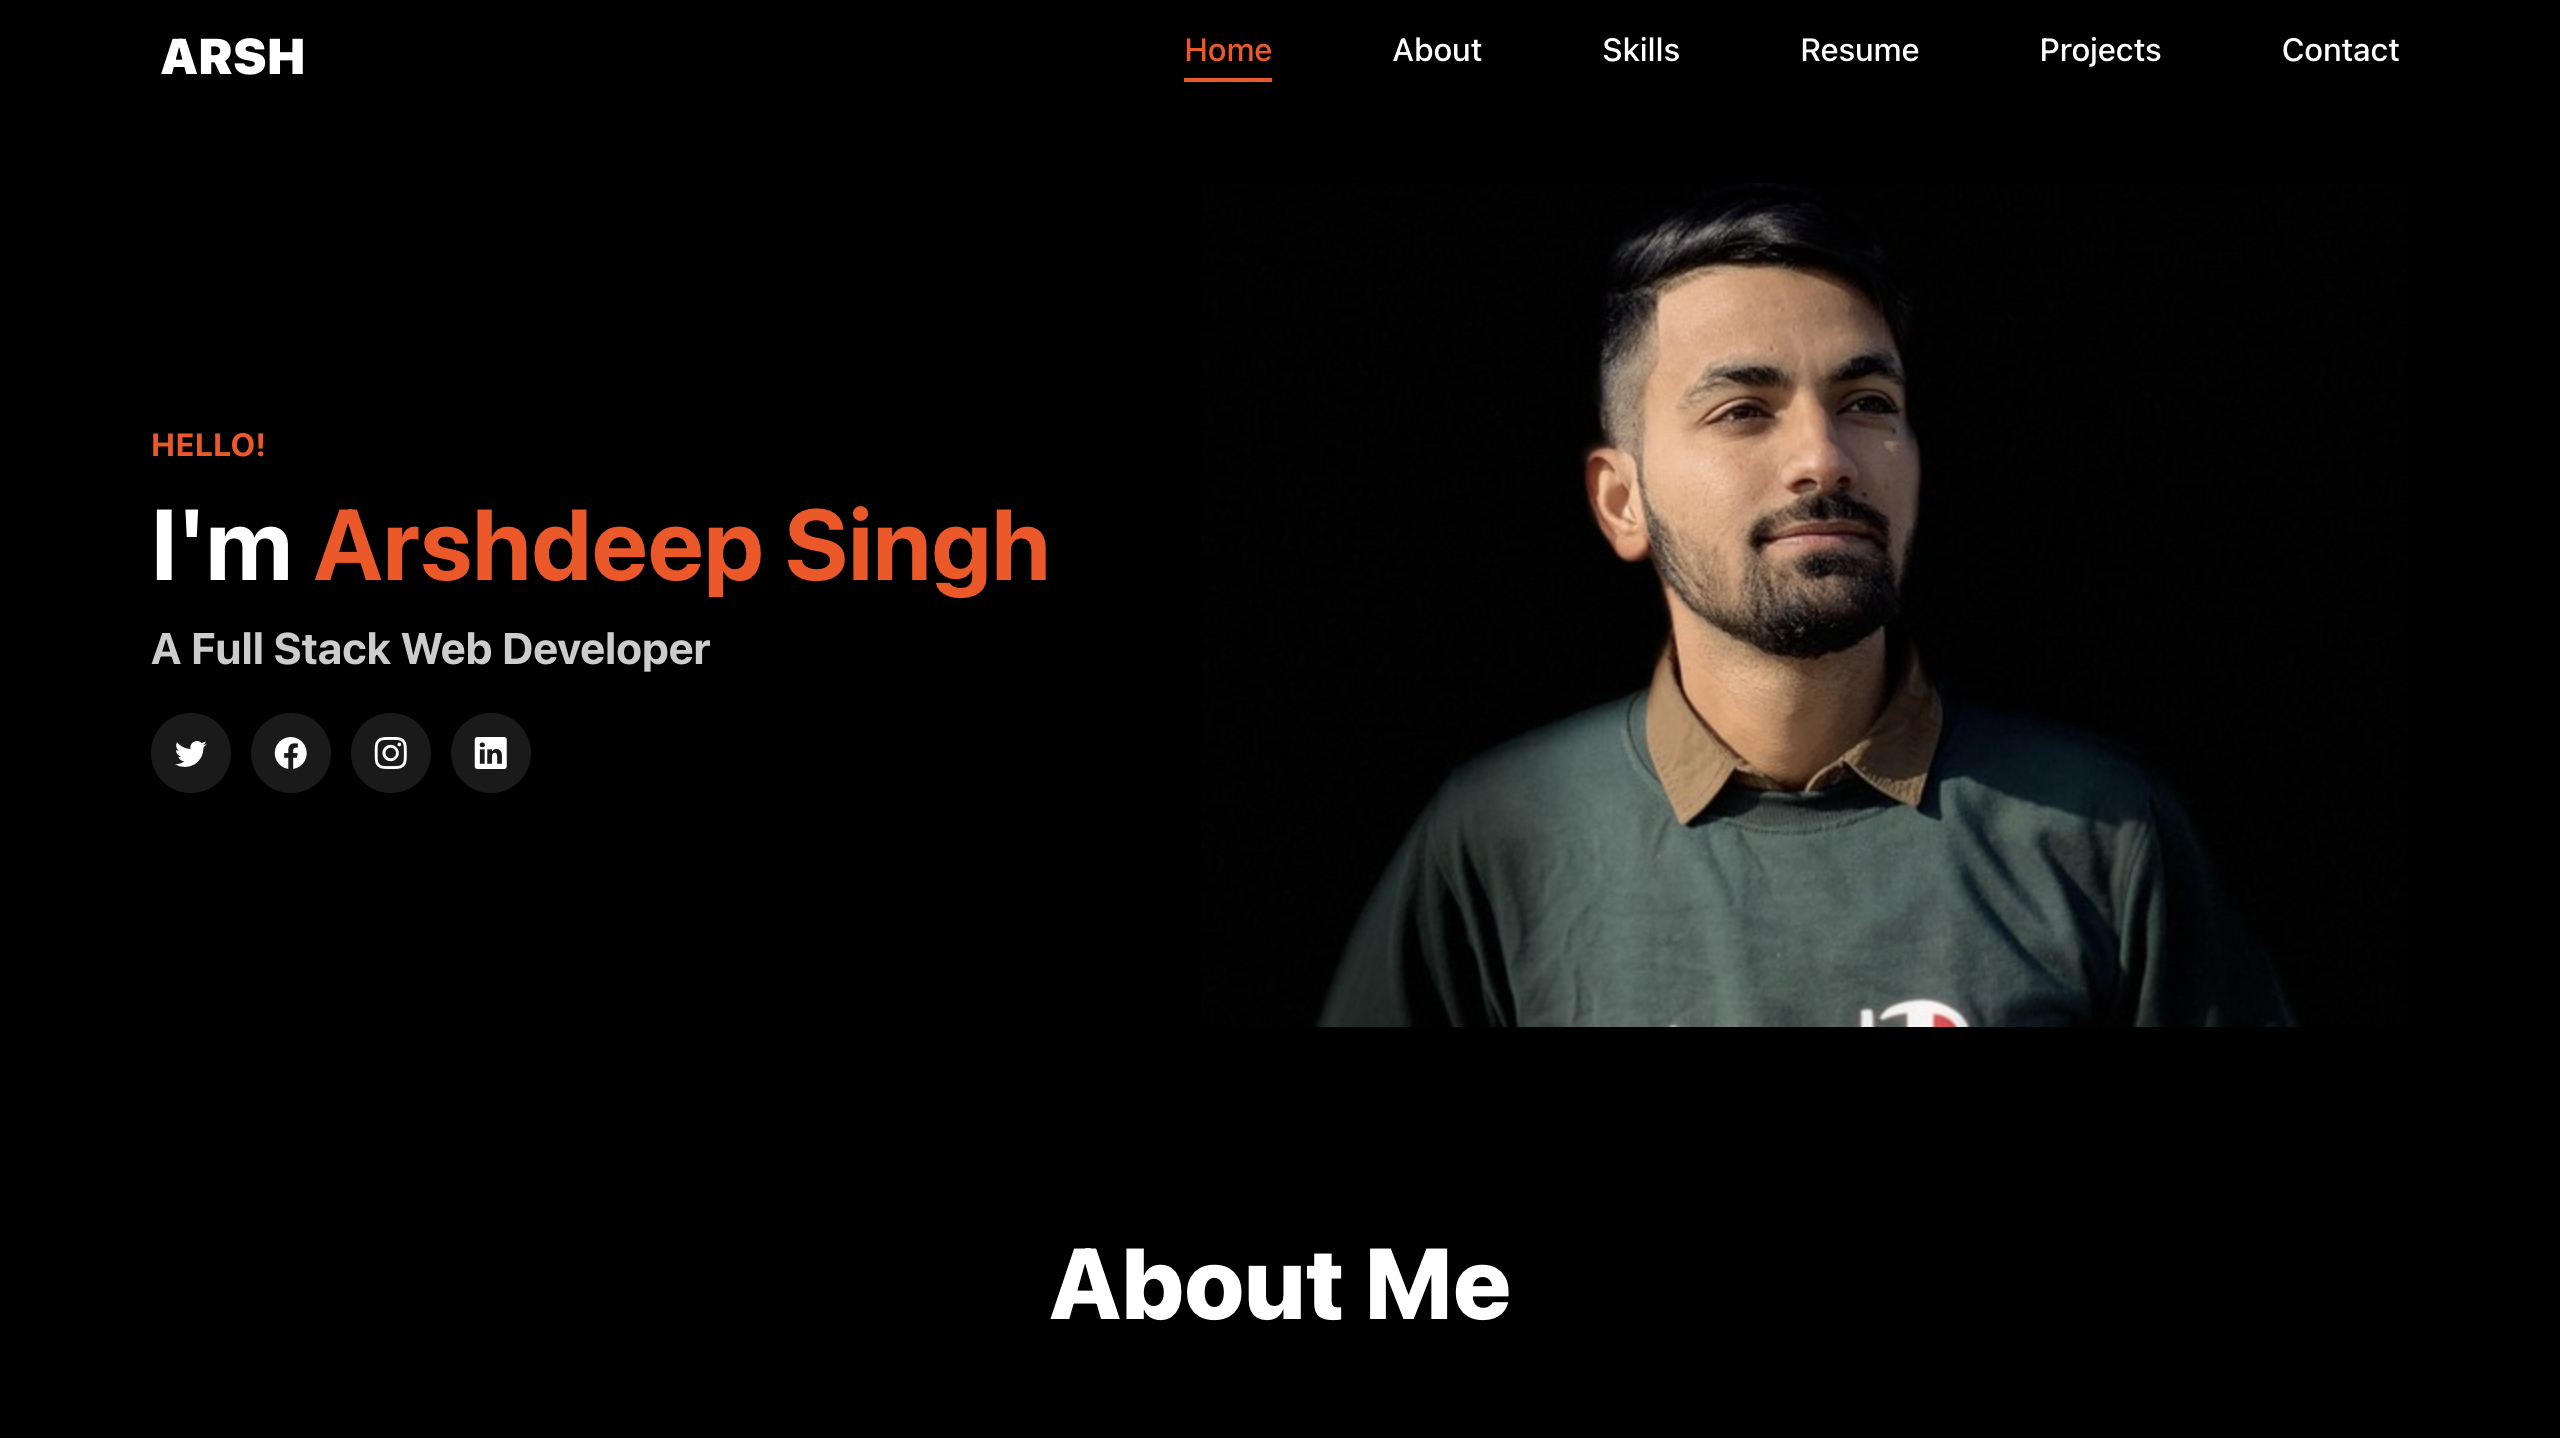 ARSH
Home About Skills Resume Projects Contact
HELLO!
I'm Arshdeep Singh
A Full Stack Web Developer
About Me